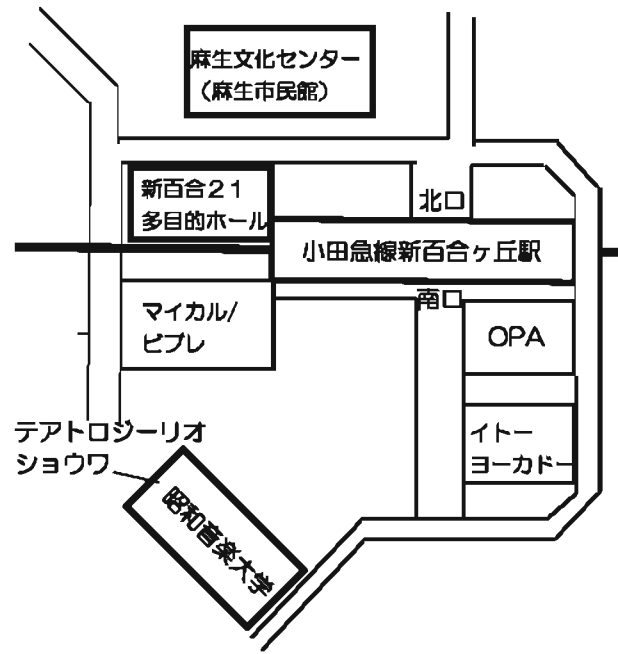 麻生文化センター
（麻生市民館）
新百合２１
多目的ホール
北口
小田急線新百合ヶ丘駅
マイカル/
ビブレ
南口
OPA
イトー
ヨーカドー
テアトロジーリオ
ショウワ
昭和音楽大学